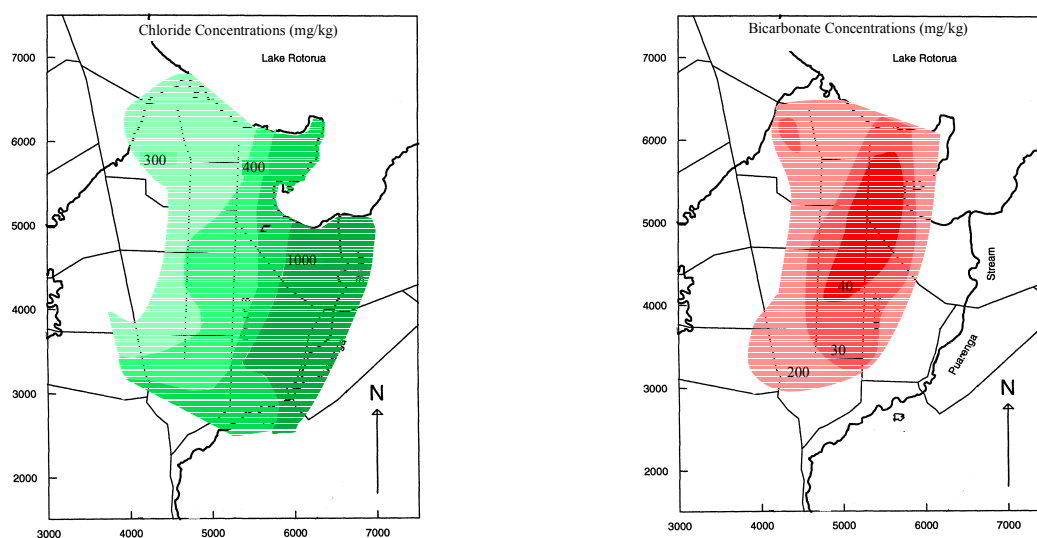 Chloride Concentrations (mg/kg)
7000
Lake Rotorua
6000
300
400
5000
1000
4000
3000
N
2000
3000 4000 5000 6000 7000
Bicarbonate Concentrations (mg/kg)
7000
Lake Rotorua
6000
5000
Stream
40
4000
Puarenga
30
200
3000
N
2000
3000 4000 5000 6000 7000